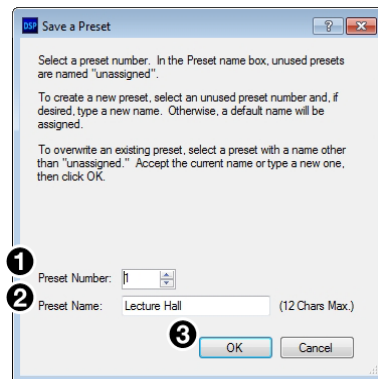 DSP Save a Preset ?
Select a preset number. In the Preset name box, unused presets
are named "unassigned".
To create a new preset, select an unused preset number and, if
desired, type a new name. Otherwise, a default name will be
assigned.
To overwrite an existing preset, select a preset with a name other
than "unassigned." Accept the current name or type a new one,
then click OK.
1
Preset Number: 1
2
Preset Name: Lecture Hall (12 Chars Max.)
3
OK Cancel